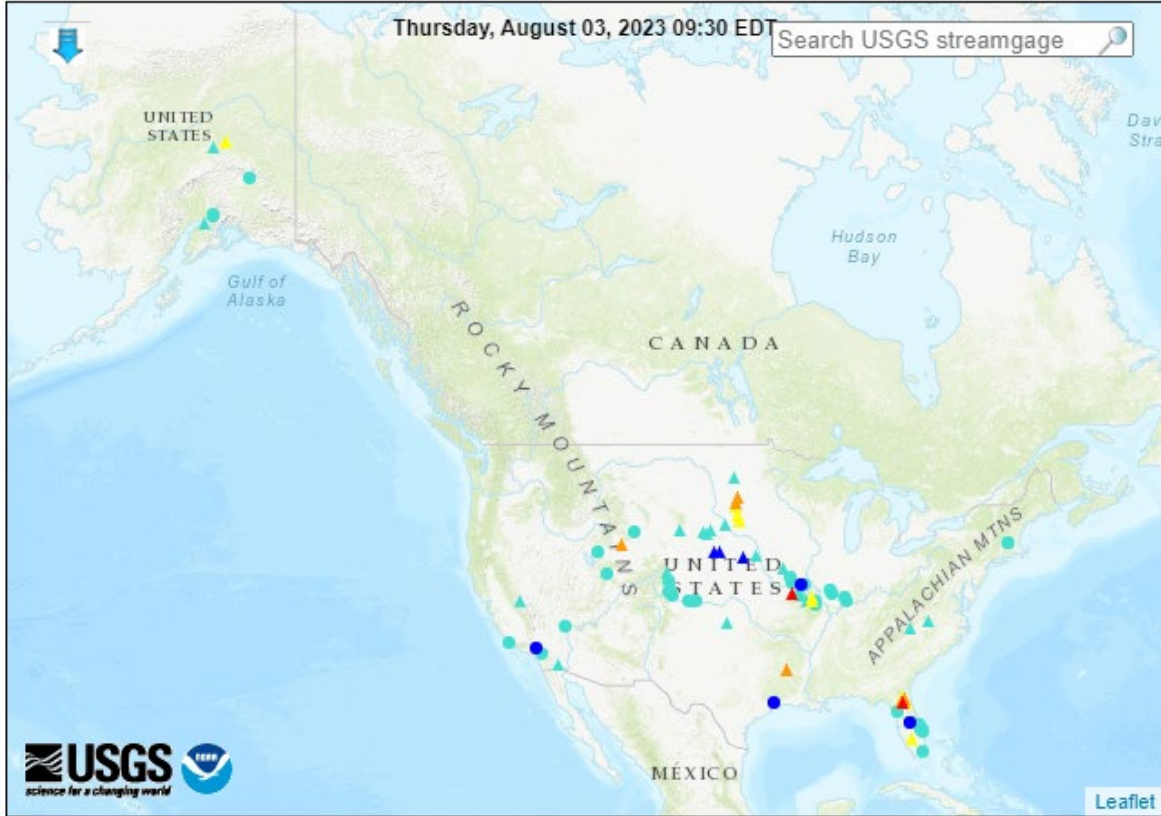 Thursday, August 03, 2023 09:30 EDT
Search USGS streamgage
UNITED
STATES
Hudson
Bay
Gulf of
Alaska
CANADA
ROCKY MOUNTAINS
UNITED
STATES
APPALACHIAN MTNS
MÉXICO
USGS
science for a changing world
Leaflet